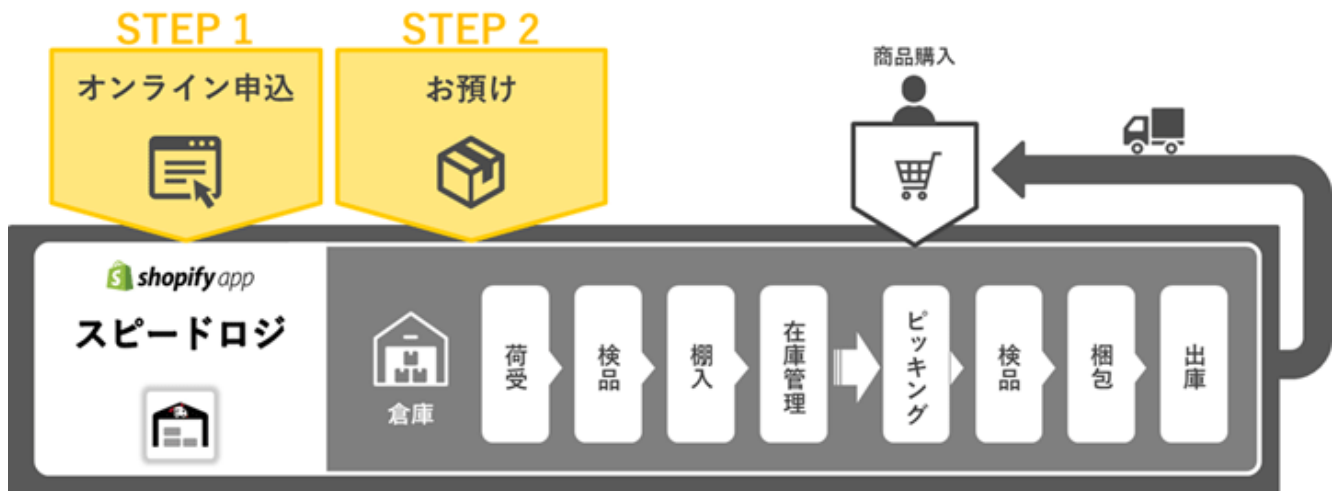 STEP 1
STEP 2
オンライン申込
お預け
商品購入
shopify app
スピードロジ
倉庫
荷受
検品
棚入
在庫管理
ピッキング
検品
梱包
出庫